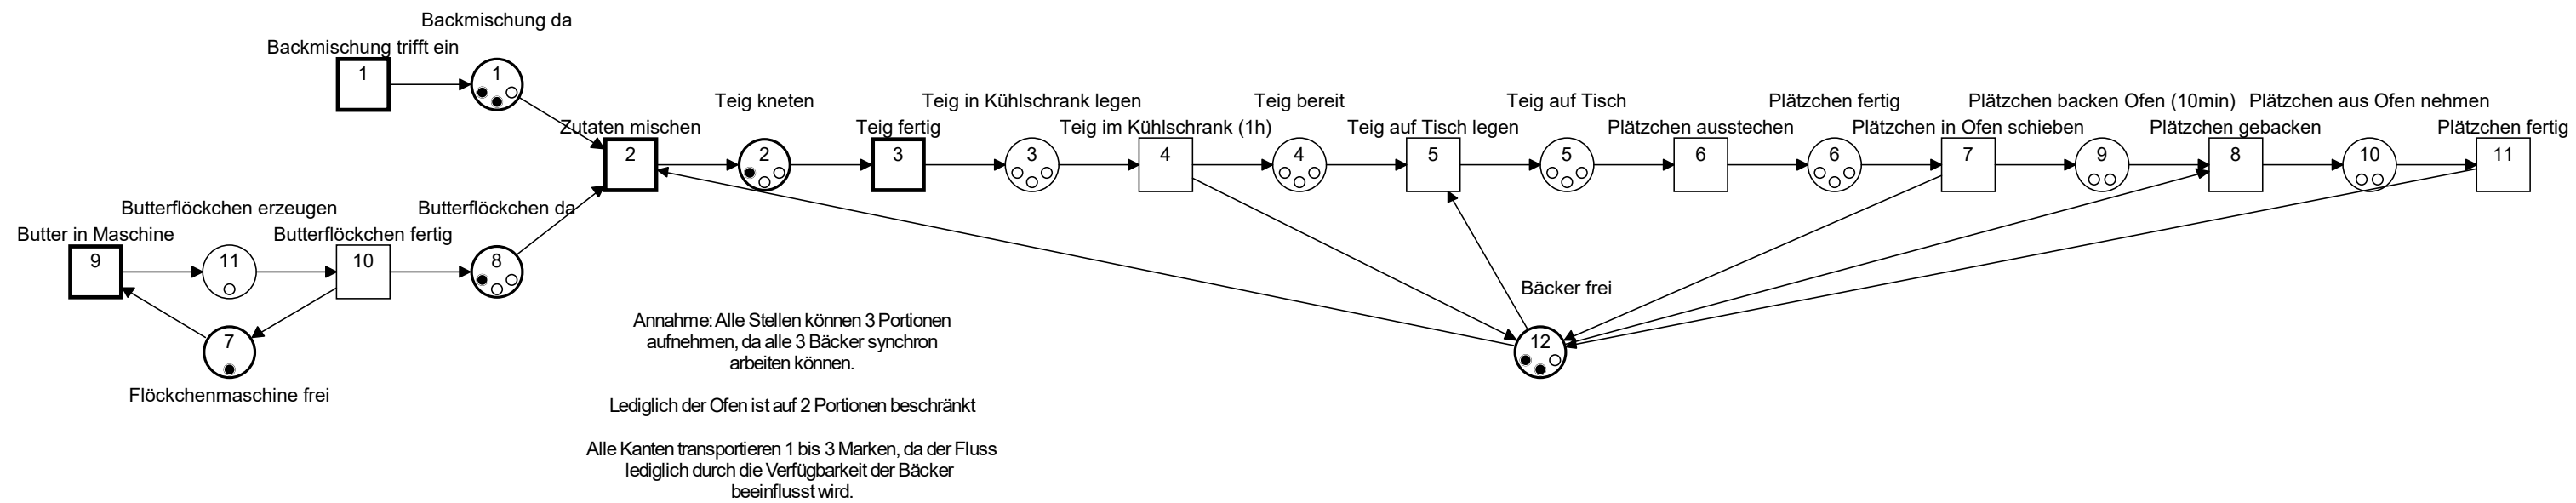 Backmischung da
Backmischung trifft ein
1
1
Teig kneten
Teig in Kühlschrank legen
Teig bereit
Teig auf Tisch
Plätzchen fertig
Plätzchen backen Ofen (10min)
Plätzchen aus Ofen nehmen
Zutaten mischen
Teig fertig
Teig im Kühlschrank (1h)
Teig auf Tisch legen
Plätzchen ausstechen
Plätzchen in Ofen schieben
Plätzchen gebacken
Plätzchen fertig
2
2
3
3
4
4
5
5
6
6
7
9
8
10
11
Butterflöckchen erzeugen
Butterflöckchen da
Butter in Maschine
Butterflöckchen fertig
9
11
10
8
Bäcker frei
7
12
Flöckchenmaschine frei
Annahme: Alle Stellen können 3 Portionen
aufnehmen, da alle 3 Bäcker synchron
arbeiten können.
Lediglich der Ofen ist auf 2 Portionen beschränkt
Alle Kanten transportieren 1 bis 3 Marken, da der Fluss
lediglich durch die Verfügbarkeit der Bäcker
beeinflusst wird.